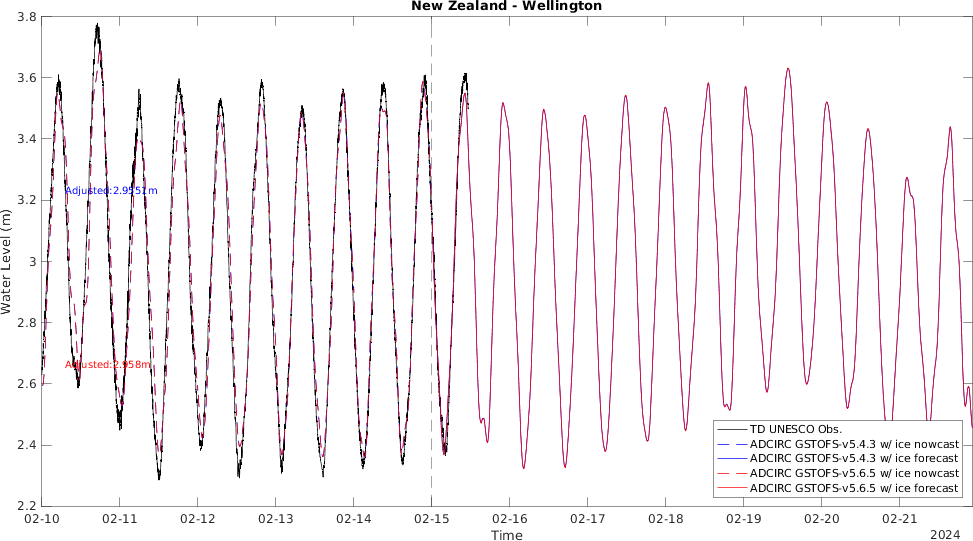 New Zealand - Wellington
3.8
3.6
3.4
3.2
3
2.8
2.6
2.4
2.2
Water Level (m)
Adjusted:2.9551m
Adjusted:2.958m
TD UNESCO Obs.
ADCIRC GSTOFS-v5.4.3 w/ ice nowcast
ADCIRC GSTOFS-v5.4.3 w/ ice forecast
ADCIRC GSTOFS-v5.6.5 w/ ice nowcast
ADCIRC GSTOFS-v5.6.5 w/ ice forecast
02-10 02-11 02-12 02-13 02-14 02-15 02-16 02-17 02-18 02-19 02-20 02-21
Time
2024